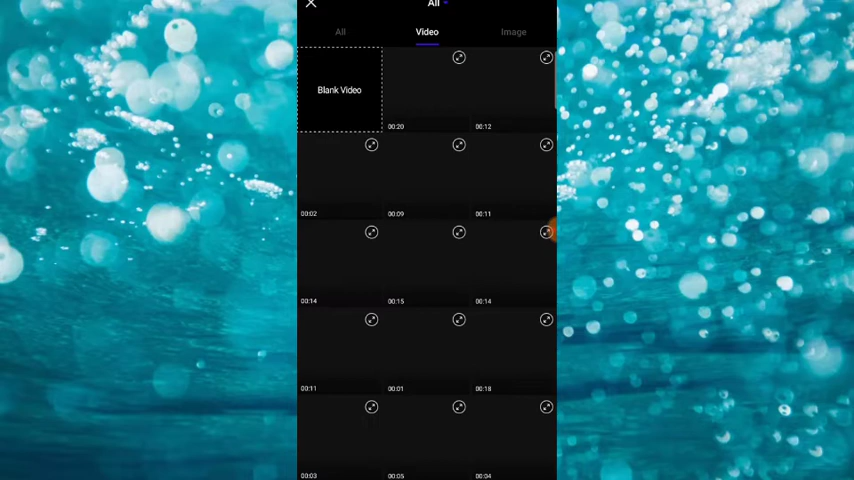 All
All Video Image
Blank Video
00:20 00:12
00:02 00:09 00:11
00:14 00:15 00:14
00:11 00:01 00:18
00:03 00:05 00:04